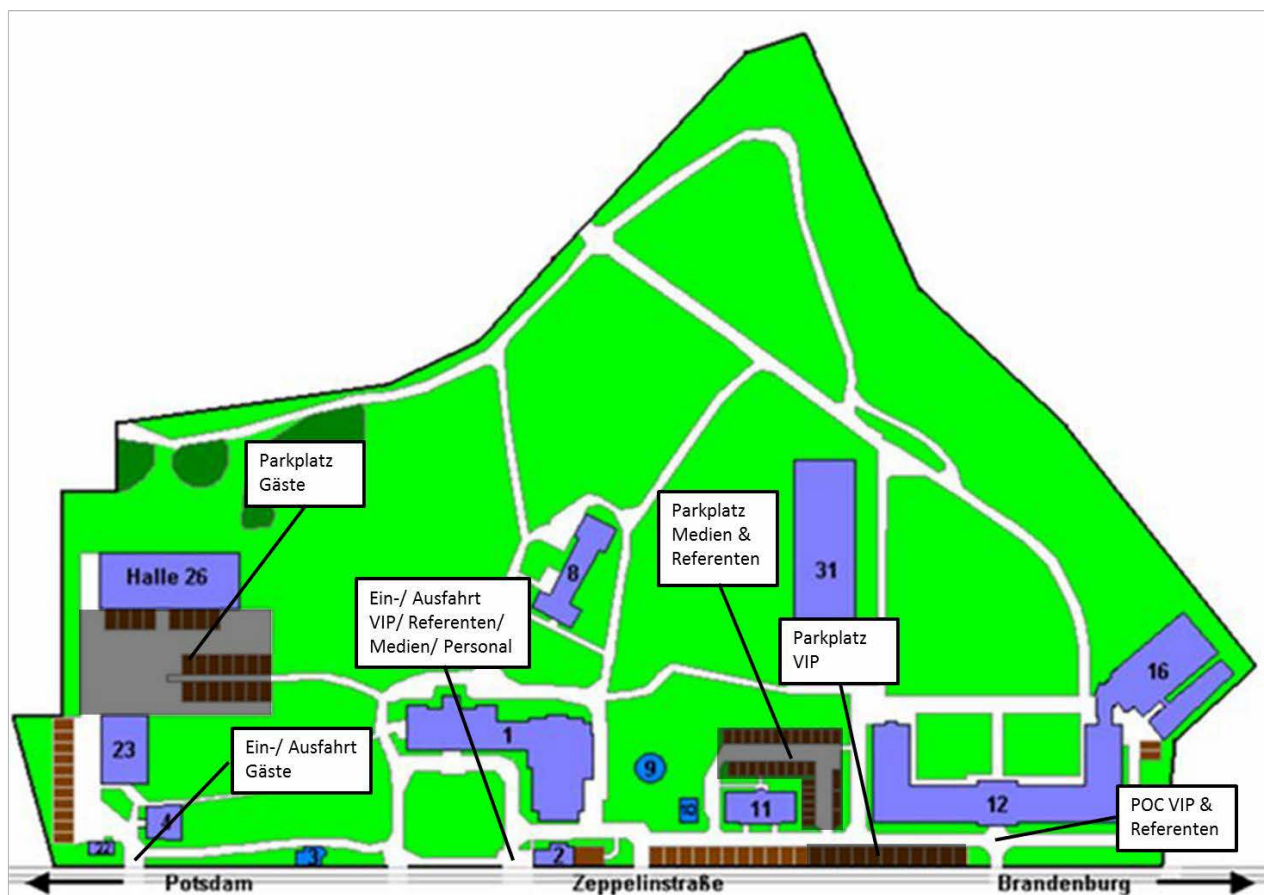 Parkplatz
Gäste
Halle 26
8
Parkplatz
Medien &
Referenten
31
Ein-/ Ausfahrt
VIP/ Referenten/
Medien/ Personal
Parkplatz
VIP
16
23
Ein-/ Ausfahrt
Gäste
1
9
10
11
12
POC VIP &
Referenten
4
22
3
2
Potsdam
Zeppelinstraße
Brandenburg